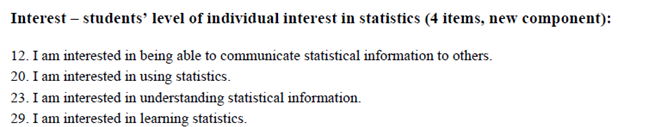 Interest – students’ level of individual interest in statistics (4 items, new component):
12. I am interested in being able to communicate statistical information to others.
20. I am interested in using statistics.
23. I am interested in understanding statistical information.
29. I am interested in learning statistics.